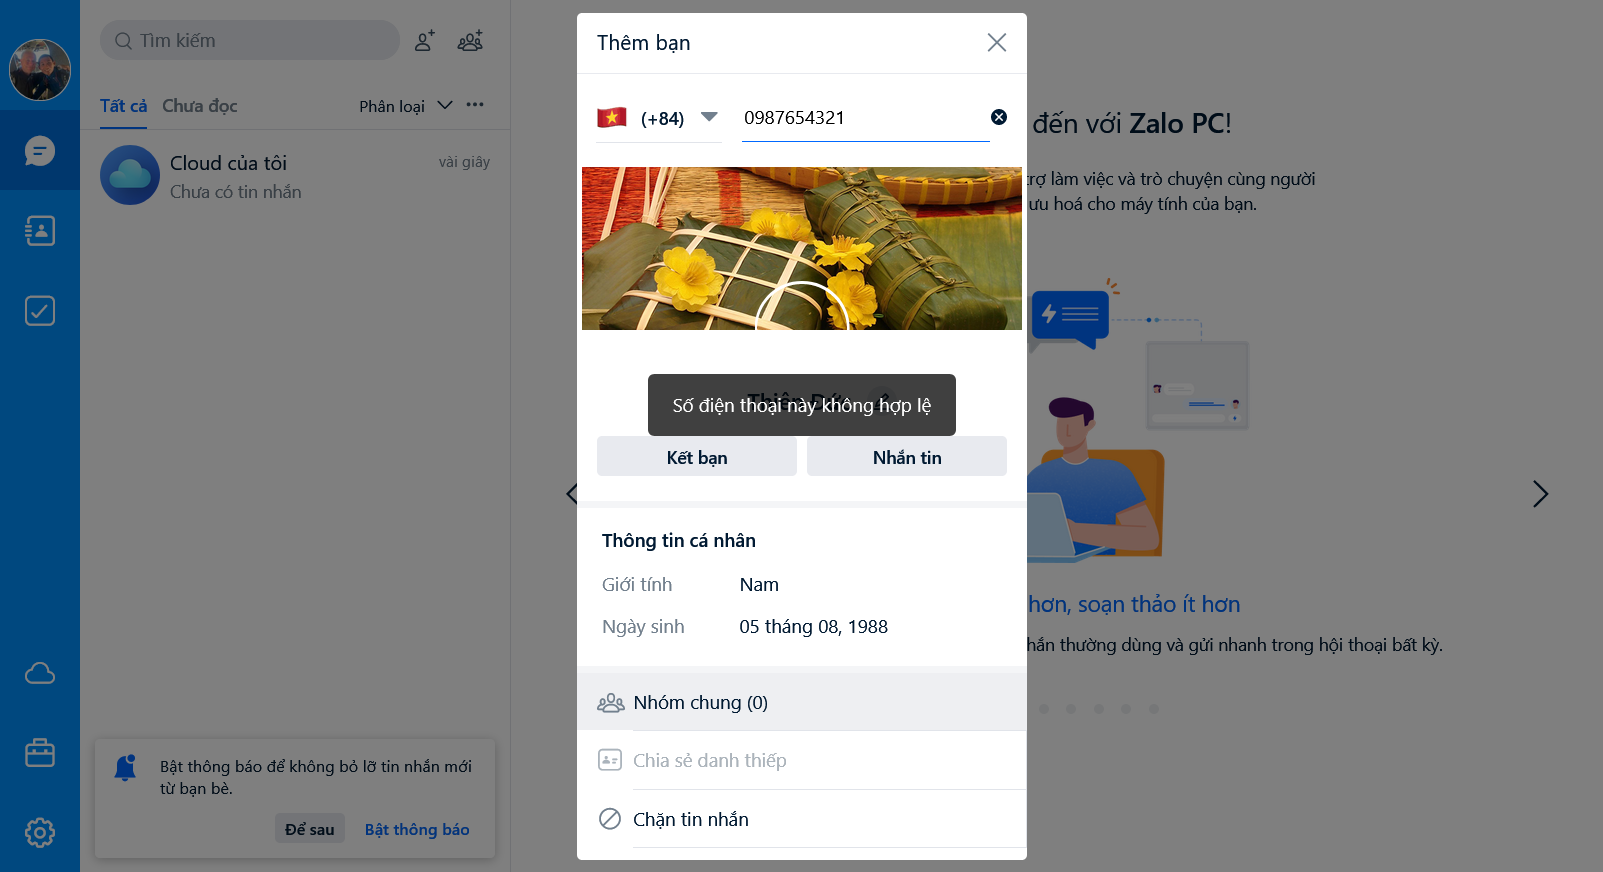 Tìm kiếm
Tất cả
Chưa đọc
Phân loại
Cloud của tôi
vài giây
Chưa có tin nhắn
Bật thông báo để không bỏ lỡ tin nhắn mới
từ bạn bè.
Để sau
Bật thông báo
Thêm bạn
(+84)
0987654321
Số điện thoại này không hợp lệ
Kết bạn
Nhắn tin
Thông tin cá nhân
Giới tính
Nam
Ngày sinh
05 tháng 08, 1988
Nhóm chung (0)
Chia sẻ danh thiếp
Chặn tin nhắn
đến với Zalo PC!
trợ làm việc và trò chuyện cùng người
ưu hoá cho máy tính của bạn.
hơn, soạn thảo ít hơn
hắn thường dùng và gửi nhanh trong hội thoại bất kỳ.